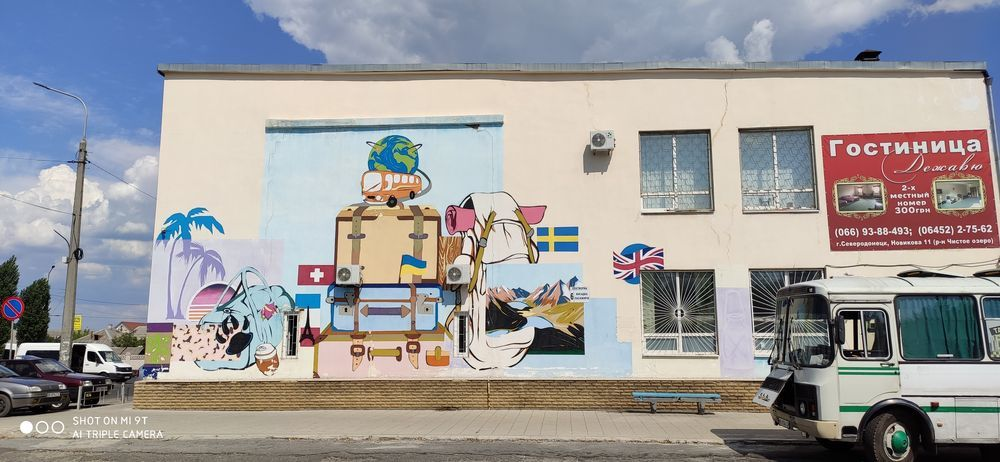 Гостиница
Дежавю
2-х
местный
номер
300грн
(066) 93-88-493; (06452) 2-75-62
г.Северодонецк, Новикова 11 (р-н Чистое озеро)
SHOT ON MI 9T
AI TRIPLE CAMERA